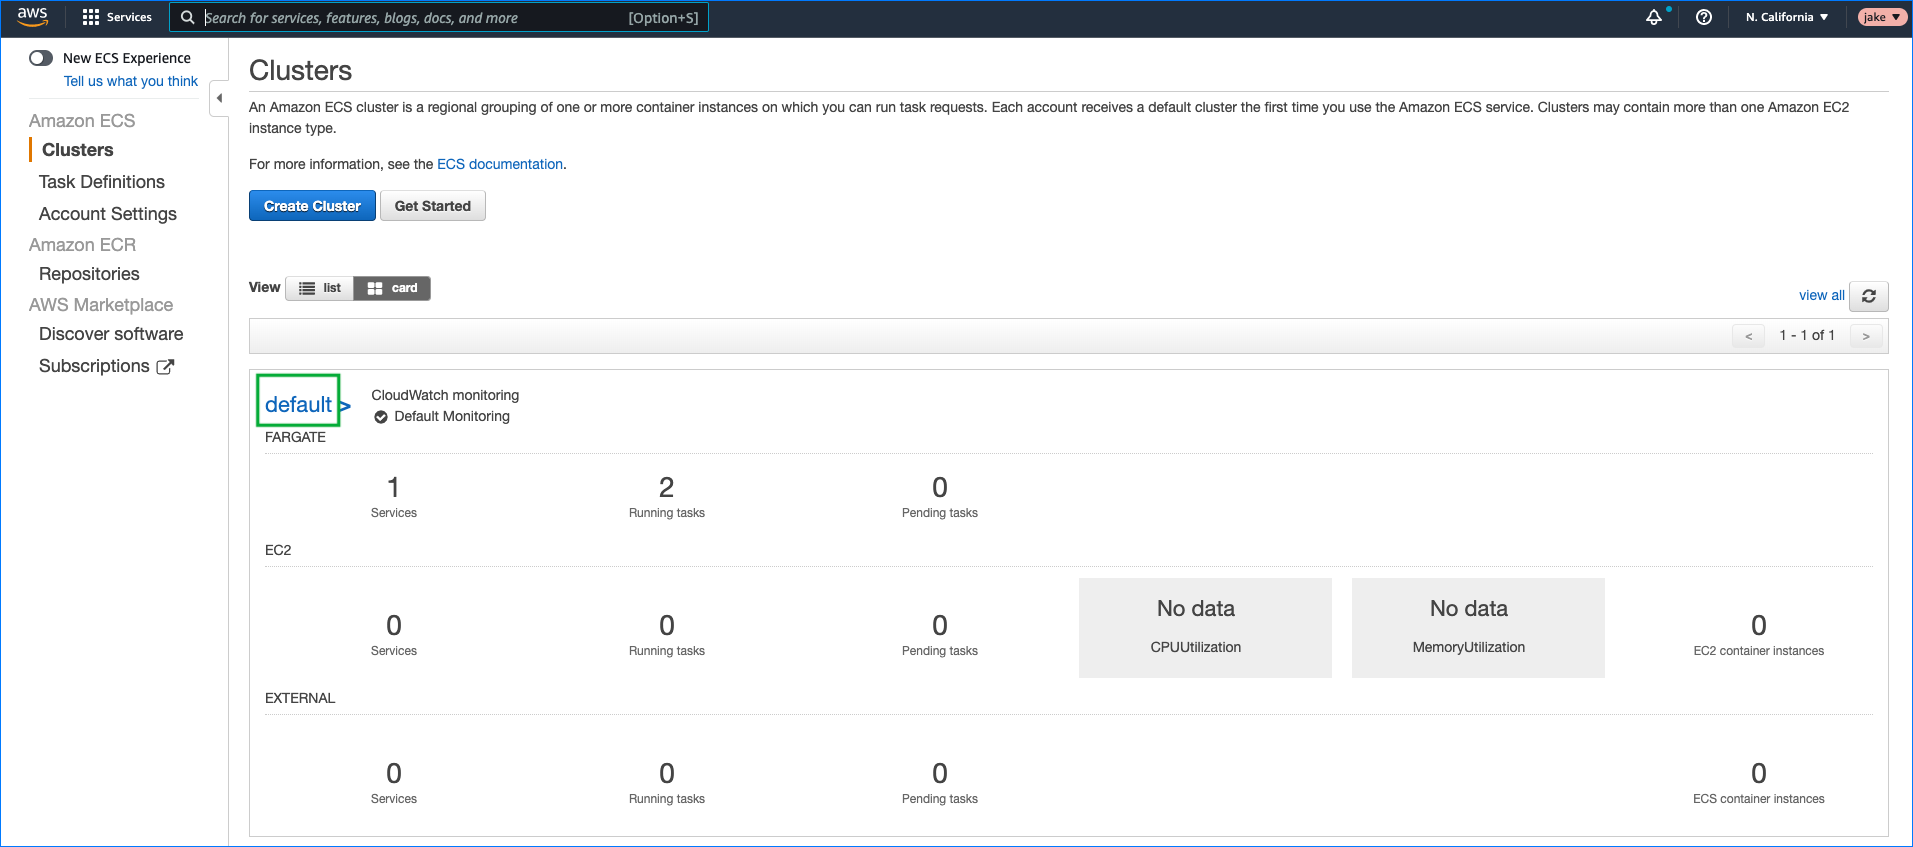 aws Services Search for services, features, blogs, docs, and more [Option+S] N. California jake
New ECS Experience
Tell us what you think
Amazon ECS
Clusters
Task Definitions
Account Settings
Amazon ECR
Repositories
AWS Marketplace
Discover software
Subscriptions
Clusters
An Amazon ECS cluster is a regional grouping of one or more container instances on which you can run task requests. Each account receives a default cluster the first time you use the Amazon ECS service. Clusters may contain more than one Amazon EC2
instance type.
For more information, see the ECS documentation.
Create Cluster Get Started
View list card
view all
< 1 - 1 of 1 >
default >
CloudWatch monitoring
Default Monitoring
FARGATE
1 2 0
Services Running tasks Pending tasks
EC2
0 0 0 No data No data 0
Services Running tasks Pending tasks CPUUtilization MemoryUtilization EC2 container instances
EXTERNAL
0 0 0 0
Services Running tasks Pending tasks ECS container instances